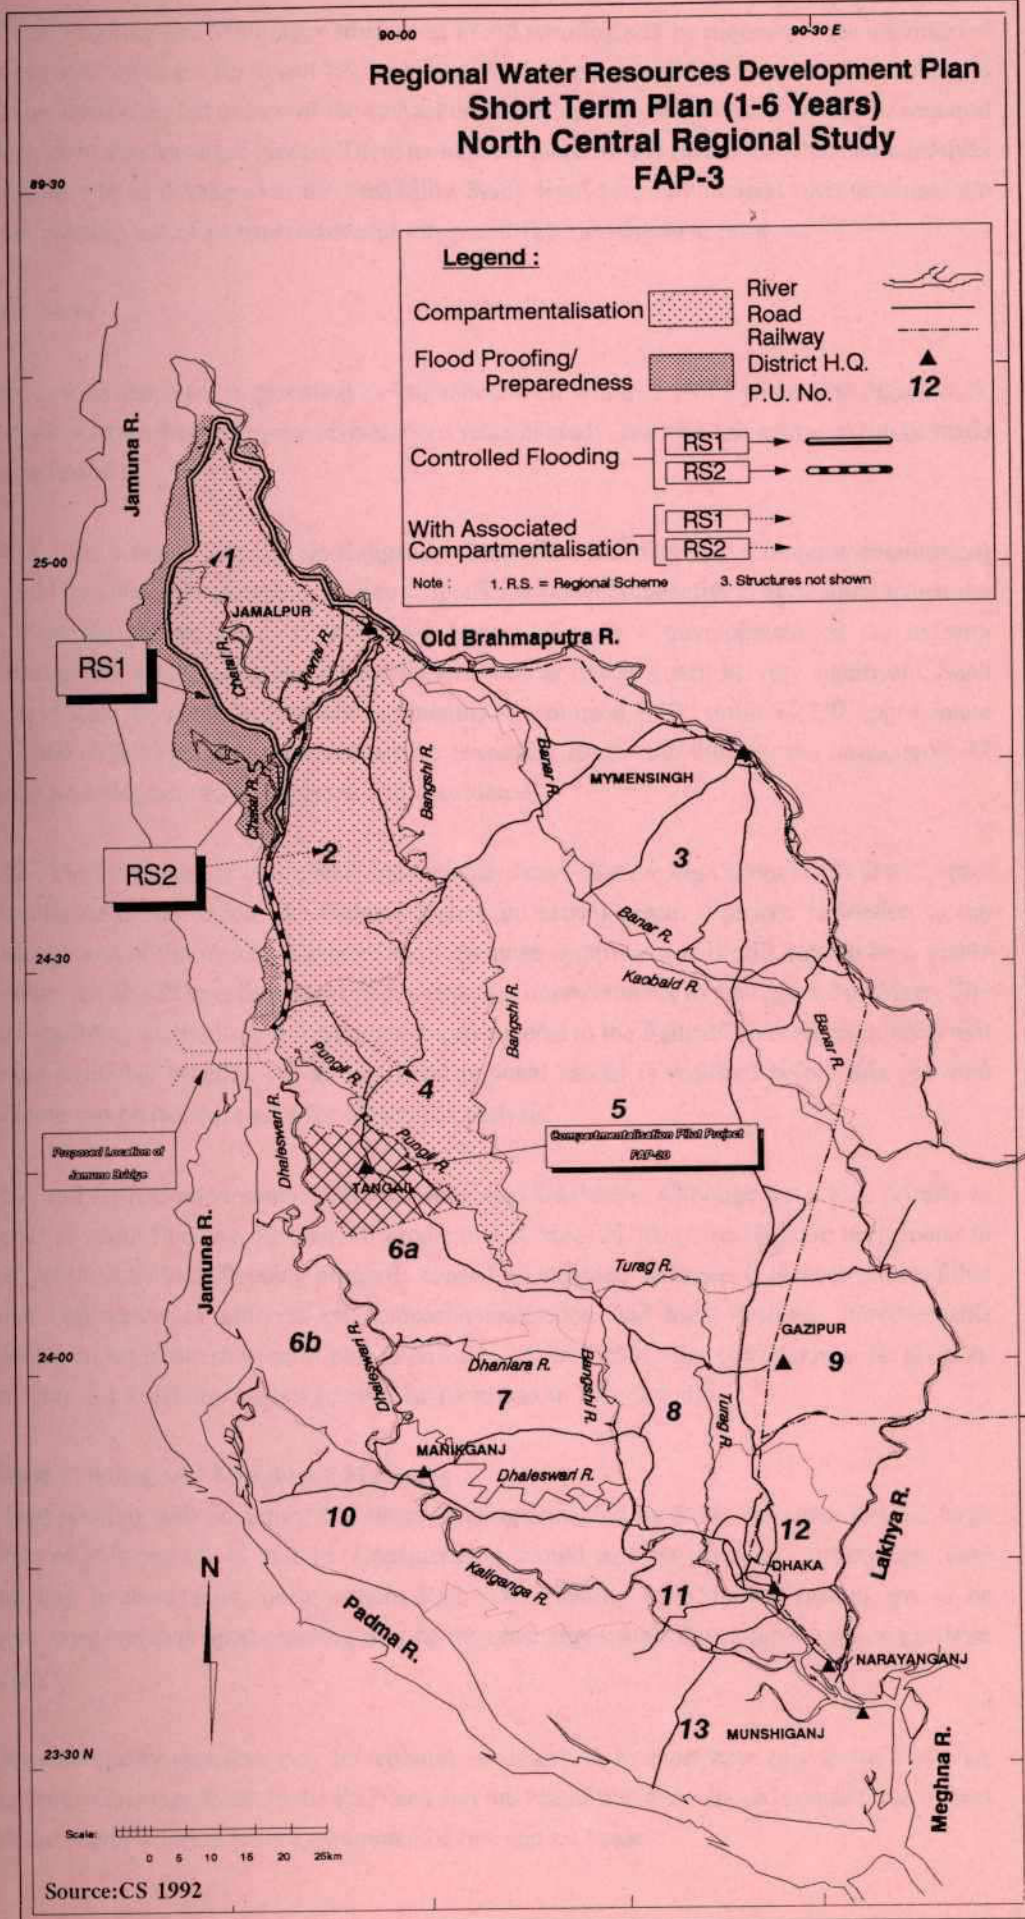 90-00
90-30 E
Regional Water Resources Development Plan
Short Term Plan (1-6 Years)
North Central Regional Study
FAP-3
89-30
Legend :
Compartmentalisation
Flood Proofing/
Preparedness
River
Road
Railway
District H.Q.
P.U. No.
12
Controlled Flooding
RS1
RS2
With Associated
Compartmentalisation
RS1
RS2
Note :
1. R.S. = Regional Scheme
3. Structures not shown
Jamuna R.
25-00
1
JAMALPUR
Chatal R.
Jhenai R.
Old Brahmaputra R.
RS1
Chatal R.
Bangshi R.
Banar R.
MYMENSINGH
RS2
2
3
Banar R.
24-30
Bangshi R.
Banar R.
Pungli R.
4
5
Dhaleswari R.
Pungli R.
Proposed Location of
Jamuna Bridge
Compartmentalisation Pilot Project
FAP-20
TANGAIL
Jamuna R.
6a
Turag R.
GAZIPUR
6b
24-00
Dhaleswari R.
Bangshi R.
7
8
9
Turag R.
MANIKGANJ
Dhaleswari R.
Lakhya R.
10
12
DHAKA
N
Kaliganga R.
11
Padma R.
NARAYANGANJ
13
MUNSHIGANJ
23-30 N
Meghna R.
Scale:
0 5 10 15 20 25km
Source:CS 1992